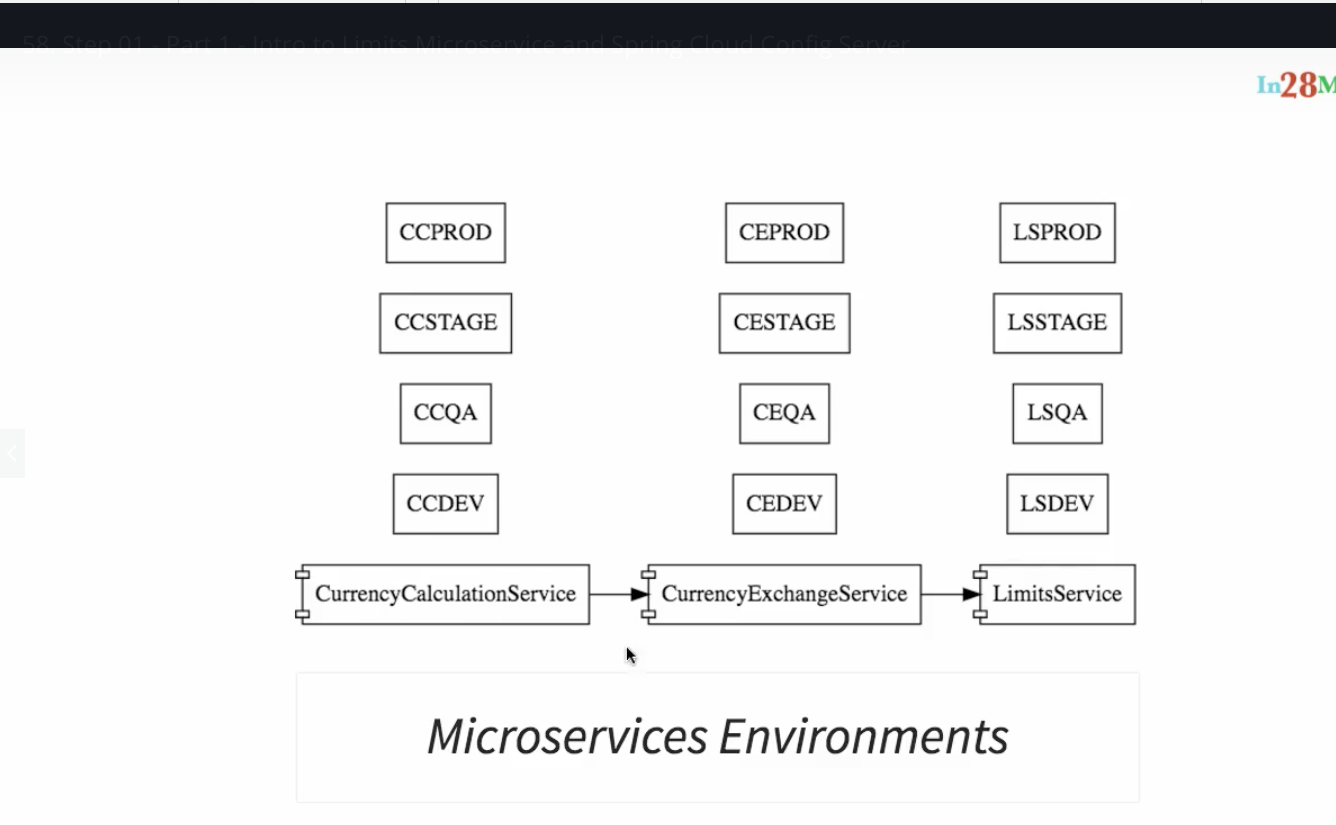 58. Step 01 - Part 1 - Intro to Limits Microservice and Spring Cloud Config Server
In28M
CCPROD CEPROD LSPROD
CCSTAGE CESTAGE LSSTAGE
CCQA CEQA LSQA
CCDEV CEDEV LSDEV
CurrencyCalculationService CurrencyExchangeService LimitsService
Microservices Environments